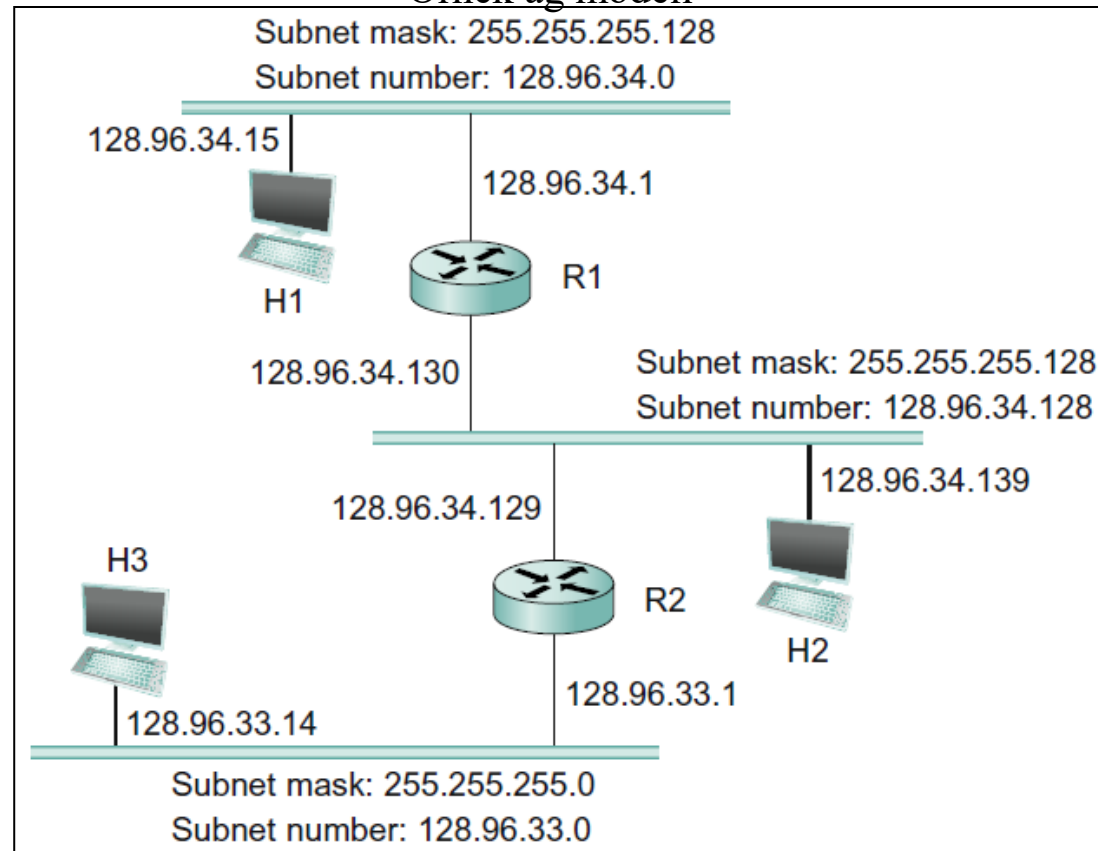 Örnek ağ modeli
Subnet mask: 255.255.255.128
Subnet number: 128.96.34.0
128.96.34.15
128.96.34.1
R1
H1
128.96.34.130
Subnet mask: 255.255.255.128
Subnet number: 128.96.34.128
128.96.34.139
128.96.34.129
H3
R2
H2
128.96.33.1
128.96.33.14
Subnet mask: 255.255.255.0
Subnet number: 128.96.33.0